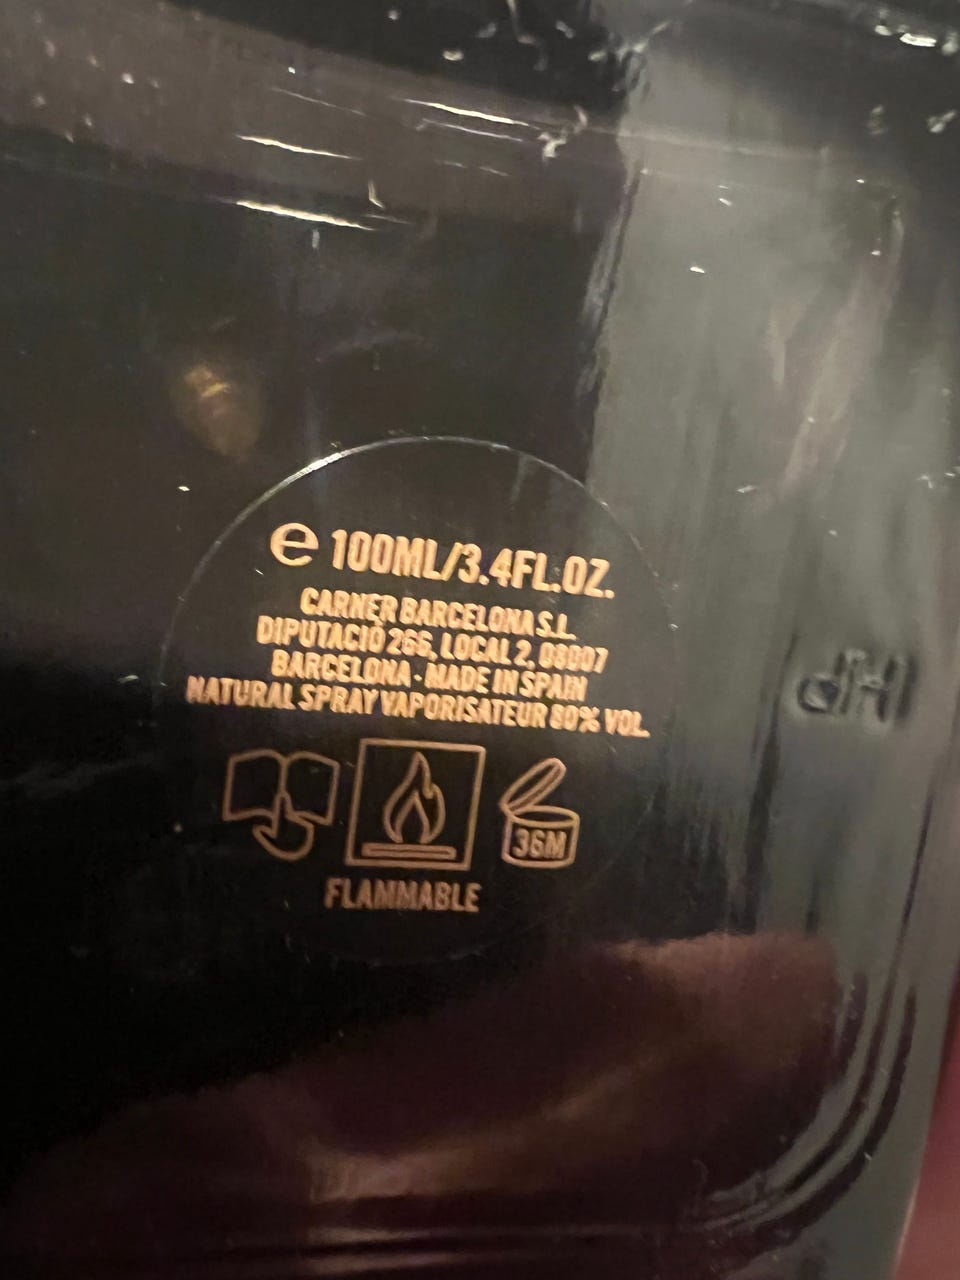 ℮ 100ML/3.4FL.OZ.
CARNER BARCELONA S.L.
DIPUTACIÓ 266, LOCAL 2, 08007
BARCELONA · MADE IN SPAIN
NATURAL SPRAY VAPORISATEUR 80% VOL.
36M
FLAMMABLE